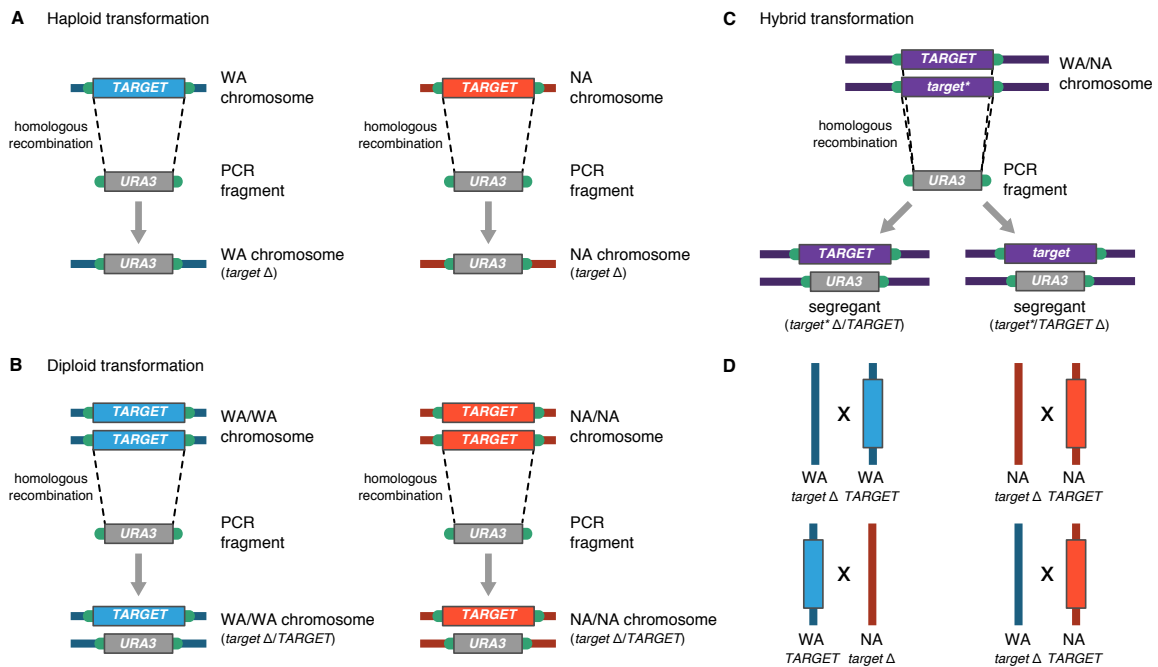 A Haploid transformation
TARGET
WA
chromosome
homologous
recombination
URA3
PCR
fragment
URA3
WA chromosome
(target Δ)
TARGET
NA
chromosome
homologous
recombination
URA3
PCR
fragment
URA3
NA chromosome
(target Δ)
B Diploid transformation
TARGET
TARGET
WA/WA
chromosome
homologous
recombination
URA3
PCR
fragment
TARGET
URA3
WA/WA chromosome
(target Δ/TARGET)
TARGET
TARGET
NA/NA
chromosome
homologous
recombination
URA3
PCR
fragment
TARGET
URA3
NA/NA chromosome
(target Δ/TARGET)
C Hybrid transformation
TARGET
target*
WA/NA
chromosome
homologous
recombination
URA3
PCR
fragment
TARGET
URA3
segregant
(target* Δ/TARGET)
target
URA3
segregant
(target*/TARGET Δ)
D
X
WA WA
target Δ TARGET
X
NA NA
target Δ TARGET
X
WA NA
TARGET target Δ
X
WA NA
target Δ TARGET